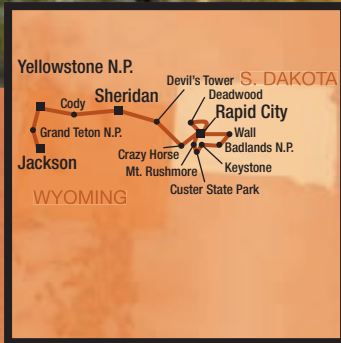 Yellowstone N.P.
Devil's Tower
S. DAKOTA
Cody
Sheridan
Deadwood
Rapid City
Grand Teton N.P.
Wall
Jackson
Crazy Horse
Badlands N.P.
Mt. Rushmore
Keystone
Custer State Park
WYOMING